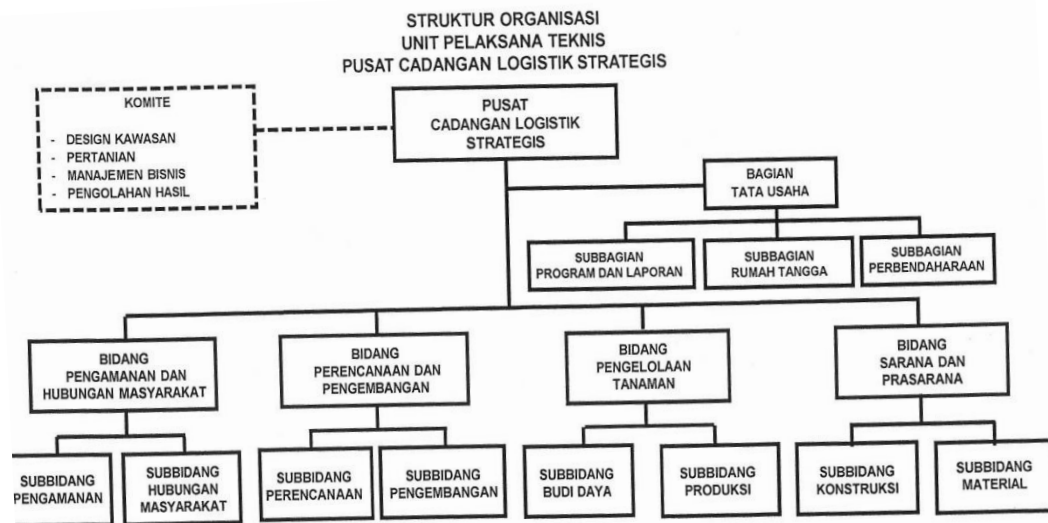 STRUKTUR ORGANISASI
UNIT PELAKSANA TEKNIS
PUSAT CADANGAN LOGISTIK STRATEGIS
KOMITE
- DESIGN KAWASAN
- PERTANIAN
- MANAJEMEN BISNIS
- PENGOLAHAN HASIL
PUSAT
CADANGAN LOGISTIK
STRATEGIS
BAGIAN
TATA USAHA
SUBBAGIAN
PROGRAM DAN LAPORAN
SUBBAGIAN
RUMAH TANGGA
SUBBAGIAN
PERBENDAHARAAN
BIDANG
PENGAMANAN DAN
HUBUNGAN MASYARAKAT
BIDANG
PERENCANAAN DAN
PENGEMBANGAN
BIDANG
PENGELOLAAN
TANAMAN
BIDANG
SARANA DAN
PRASARANA
SUBBIDANG
PENGAMANAN
SUBBIDANG
HUBUNGAN
MASYARAKAT
SUBBIDANG
PERENCANAAN
SUBBIDANG
PENGEMBANGAN
SUBBIDANG
BUDI DAYA
SUBBIDANG
PRODUKSI
SUBBIDANG
KONSTRUKSI
SUBBIDANG
MATERIAL